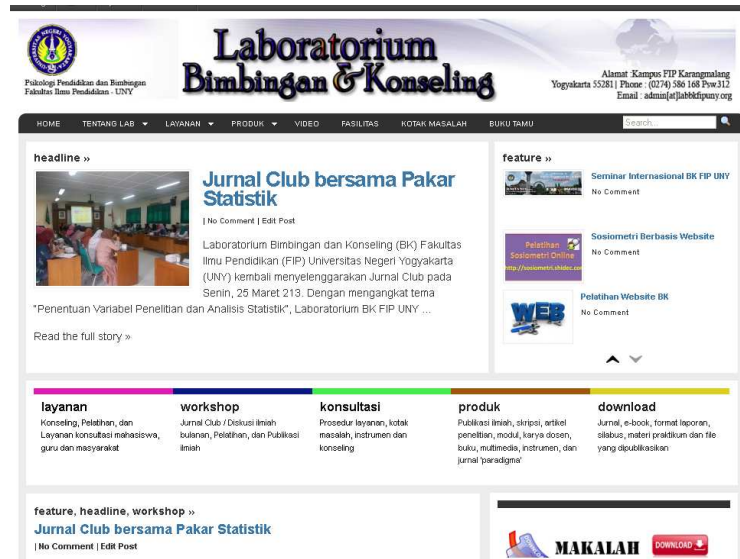 Laboratorium
Bimbingan & Konseling
Psikologi Pendidikan dan Bimbingan
Fakultas Ilmu Pendidikan - UNY
Alamat :Kampus FIP Karangmalang
Yogyakarta 55281| Phone : (0274) 586 168 Psw.312
Email : admin[at]labbkfipuny.org
HOME TENTANG LAB LAYANAN PRODUK VIDEO FASILITAS KOTAK MASALAH BUKU TAMU Search...
headline »
Jurnal Club bersama Pakar
Statistik
| No Comment | Edit Post
Laboratorium Bimbingan dan Konseling (BK) Fakultas
Ilmu Pendidikan (FIP) Universitas Negeri Yogyakarta
(UNY) kembali menyelenggarakan Jurnal Club pada
Senin, 25 Maret 213. Dengan mengangkat tema
"Penentuan Variabel Penelitian dan Analisis Statistik", Laboratorium BK FIP UNY ...
Read the full story »
feature »
Seminar Internasional BK FIP UNY
No Comment
Pelatihan
Sosiometri Online
http://sosiometri.shidec.com
Sosiometri Berbasis Website
No Comment
WEB
Pelatihan Website BK
No Comment
layanan
Konseling, Pelatihan, dan
Layanan konsultasi mahasiswa,
guru dan masyarakat
workshop
Jurnal Club / Diskusi ilmiah
bulanan, Pelatihan, dan Publikasi
ilmiah
konsultasi
Prosedur layanan, kotak
masalah, instrumen dan
konseling
produk
Publikasi ilmiah, skripsi, artikel
penelitian, modul, karya dosen,
buku, multimedia, instrumen, dan
jurnal 'paradigma'
download
Jurnal, e-book, format laporan,
silabus, materi praktikum dan file
yang dipublikasikan
feature, headline, workshop »
Jurnal Club bersama Pakar Statistik
| No Comment | Edit Post
MAKALAH DOWNLOAD